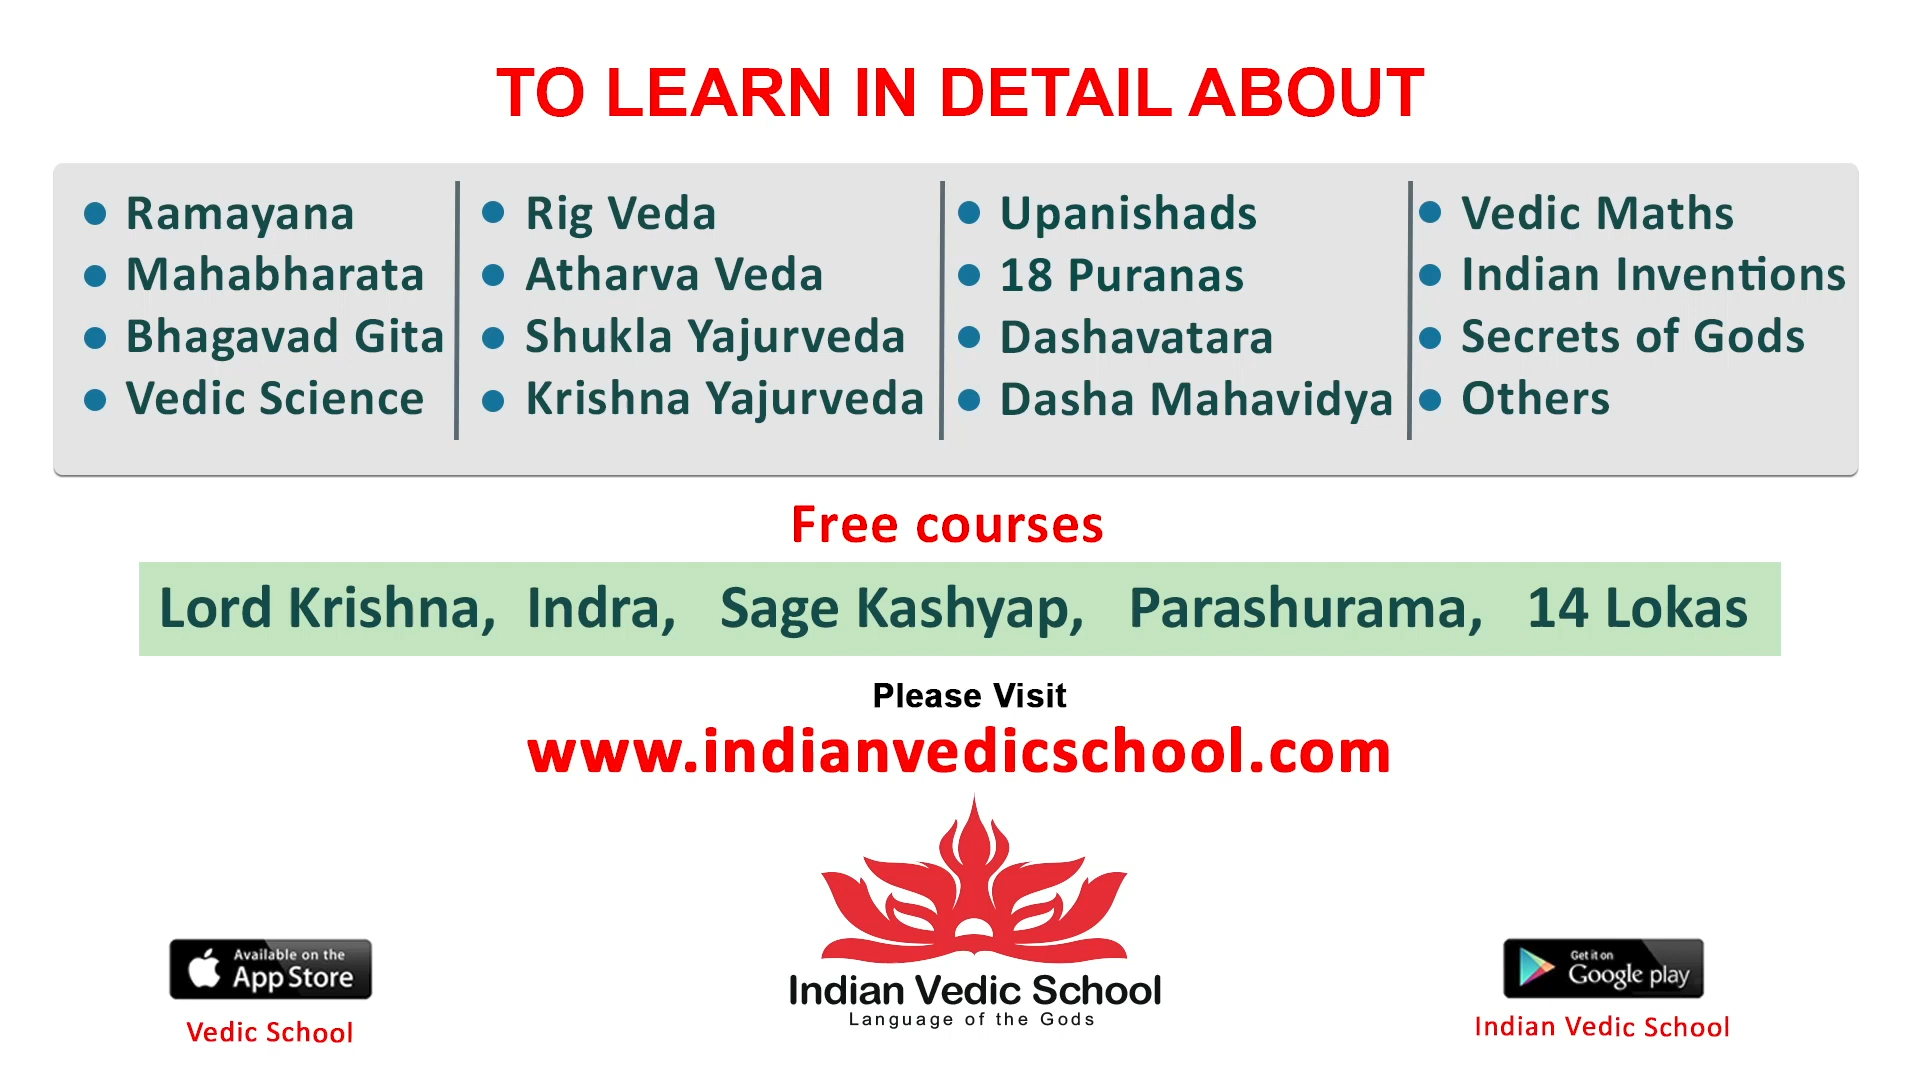 TO LEARN IN DETAIL ABOUT
Ramayana
Mahabharata
Bhagavad Gita
Vedic Science
Rig Veda
Atharva Veda
Shukla Yajurveda
Krishna Yajurveda
Upanishads
18 Puranas
Dashavatara
Dasha Mahavidya
Vedic Maths
Indian Inventions
Secrets of Gods
Others
Free courses
Lord Krishna, Indra, Sage Kashyap, Parashurama, 14 Lokas
Please Visit
www.indianvedicschool.com
Indian Vedic School
Language of the Gods
Available on the
App Store
Vedic School
Get it on
Google play
Indian Vedic School